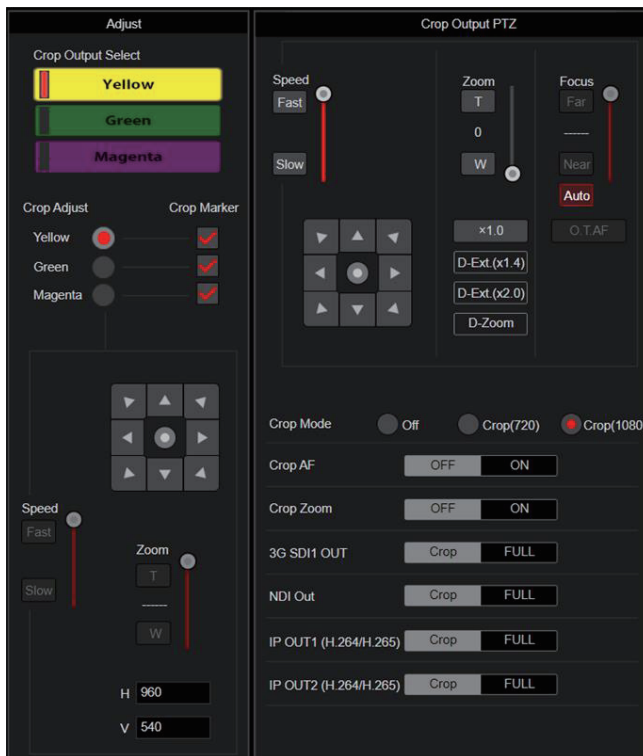 Adjust
Crop Output Select
Yellow
Green
Magenta
Crop Adjust Crop Marker
Yellow
Green
Magenta
Speed
Fast
Slow
Zoom
T
------
W
H 960
V 540
Crop Output PTZ
Speed
Fast
Slow
Zoom
T
0
W
×1.0
D-Ext.(x1.4)
D-Ext.(x2.0)
D-Zoom
Focus
Far
------
Near
Auto
O.T.AF
Crop Mode Off Crop(720) Crop(1080
Crop AF OFF ON
Crop Zoom OFF ON
3G SDI1 OUT Crop FULL
NDI Out Crop FULL
IP OUT1 (H.264/H.265) Crop FULL
IP OUT2 (H.264/H.265) Crop FULL